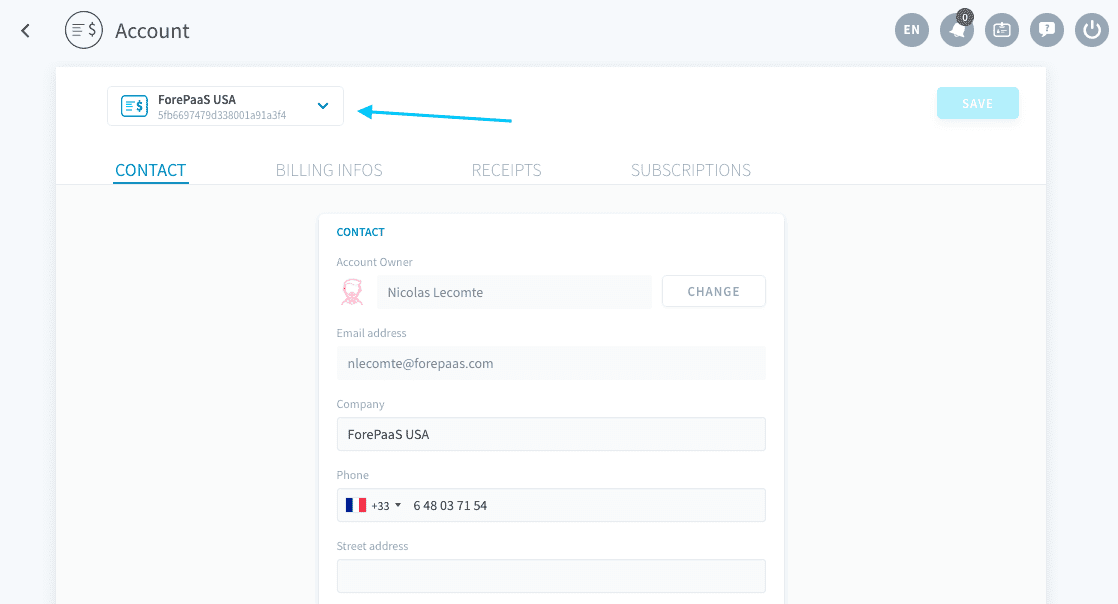 Account
EN
0
ForePaaS USA
5fb6697479d338001a91a3f4
SAVE
CONTACT
BILLING INFOS
RECEIPTS
SUBSCRIPTIONS
CONTACT
Account Owner
Nicolas Lecomte
CHANGE
Email address
nlecomte@forepaas.com
Company
ForePaaS USA
Phone
+33 6 48 03 71 54
Street address